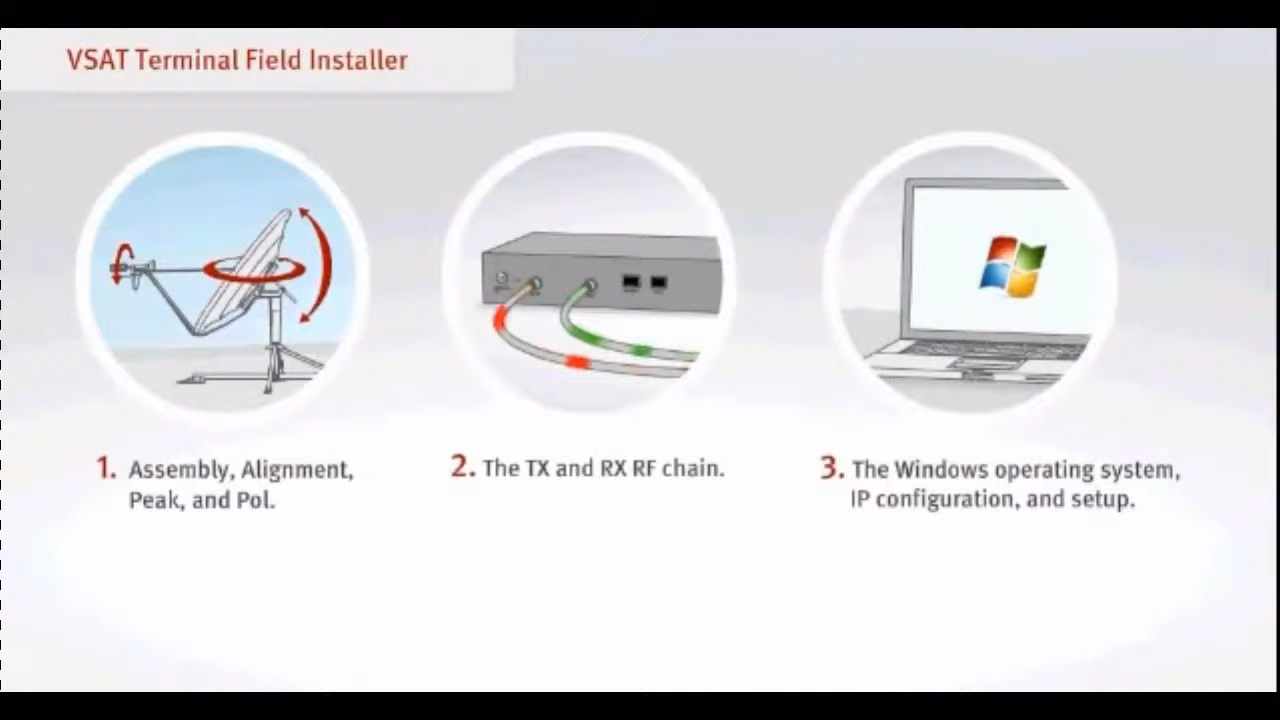 VSAT Terminal Field Installer
1. Assembly, Alignment,
Peak, and Pol.
2. The TX and RX RF chain.
3. The Windows operating system,
IP configuration, and setup.